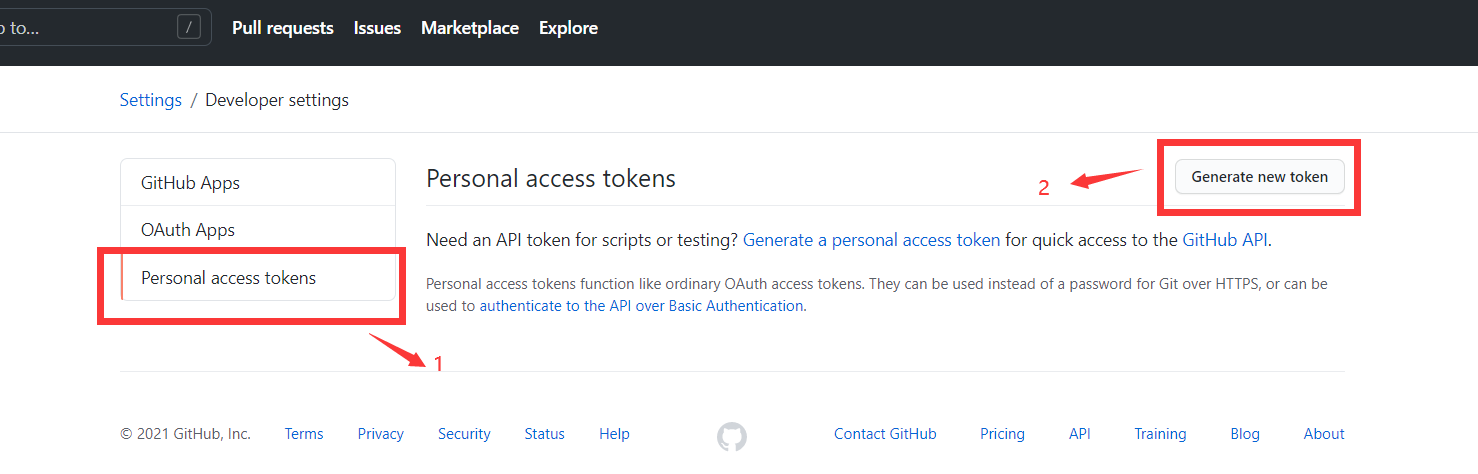 o to...
/
Pull requests Issues Marketplace Explore
Settings / Developer settings
GitHub Apps
OAuth Apps
Personal access tokens
1
Personal access tokens
2
Generate new token
Need an API token for scripts or testing? Generate a personal access token for quick access to the GitHub API.
Personal access tokens function like ordinary OAuth access tokens. They can be used instead of a password for Git over HTTPS, or can be
used to authenticate to the API over Basic Authentication.
© 2021 GitHub, Inc. Terms Privacy Security Status Help Contact GitHub Pricing API Training Blog About